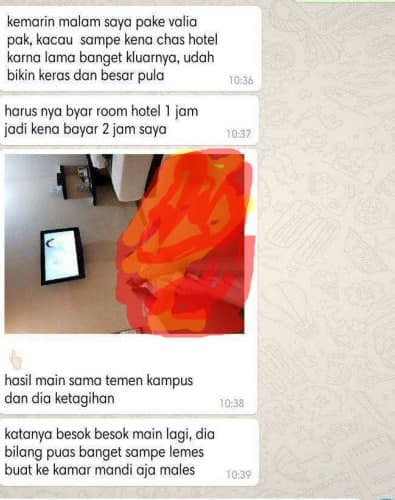 kemarin malam saya pake valia
pak, kacau sampe kena chas hotel
karna lama banget kluarnya, udah
bikin keras dan besar pula
10:36
harus nya byar room hotel 1 jam
jadi kena bayar 2 jam saya
10:37
hasil main sama temen kampus
dan dia ketagihan
10:38
katanya besok besok main lagi, dia
bilang puas banget sampe lemes
buat ke kamar mandi aja males
10:39